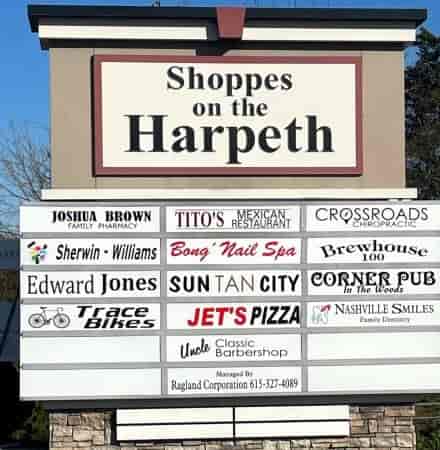 Shoppes
on the
Harpeth
JOSHUA BROWN
FAMILY PHARMACY
TITO'S MEXICAN
RESTAURANT
CROSSROADS
CHIROPRACTIC
Sherwin - Williams
Bong' Nail Spa
Brewhouse
100
Edward Jones
SUN TAN CITY
CORNER PUB
In The Woods
Trace
Bikes
JET'S PIZZA
NASHVILLE SMILES
Family Dentistry
Uncle Classic
Barbershop
MANAGED BY
Ragland Corporation 615-327-4089